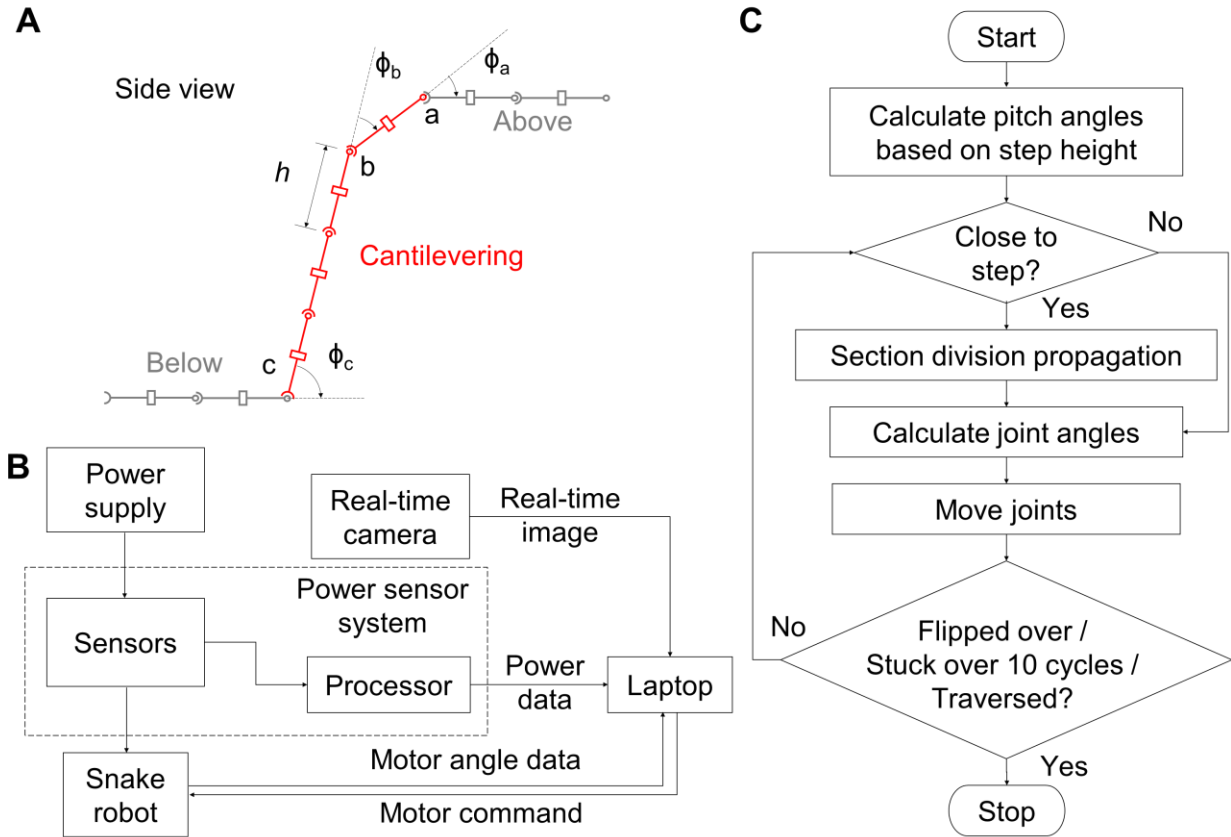 A
Side view
ϕb
ϕa
a
Above
b
h
Cantilevering
Below
c
ϕc
B
Power
supply
Real-time
camera
Real-time
image
Power sensor
system
Sensors
Processor
Power
data
Laptop
Snake
robot
Motor angle data
Motor command
C
Start
Calculate pitch angles
based on step height
Close to
step?
No
Yes
Section division propagation
Calculate joint angles
Move joints
Flipped over /
Stuck over 10 cycles /
Traversed?
No
Yes
Stop